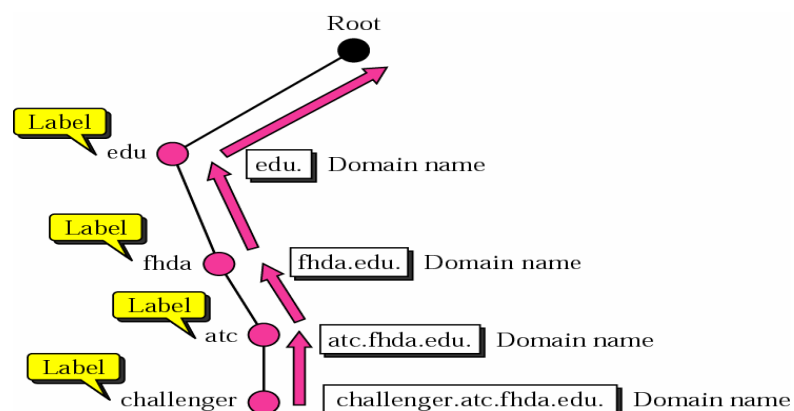 Root
Label
edu
edu. Domain name
Label
fhda
fhda.edu. Domain name
Label
atc
atc.fhda.edu. Domain name
Label
challenger
challenger.atc.fhda.edu. Domain name